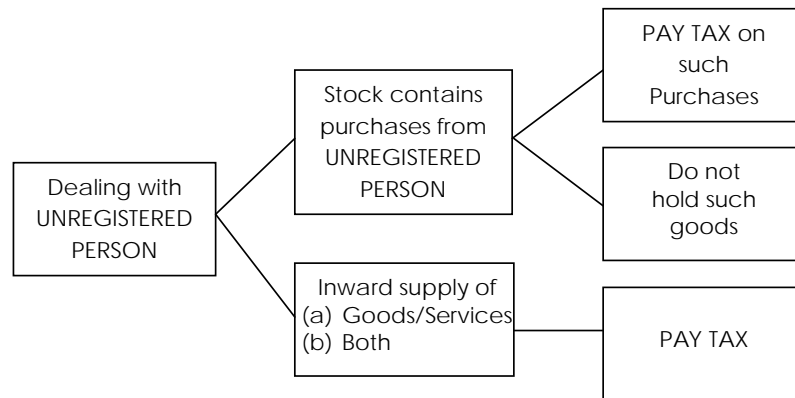 Dealing with
UNREGISTERED
PERSON
Stock contains
purchases from
UNREGISTERED
PERSON
PAY TAX on
such
Purchases
Do not
hold such
goods
Inward supply of
(a) Goods/Services
(b) Both
PAY TAX